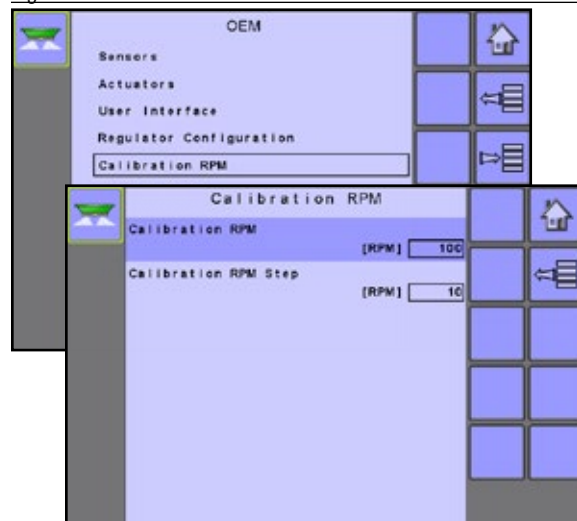 OEM
Sensors
Actuators
User Interface
Regulator Configuration
Calibration RPM
Calibration RPM
Calibration RPM
[RPM] 100
Calibration RPM Step
[RPM] 10